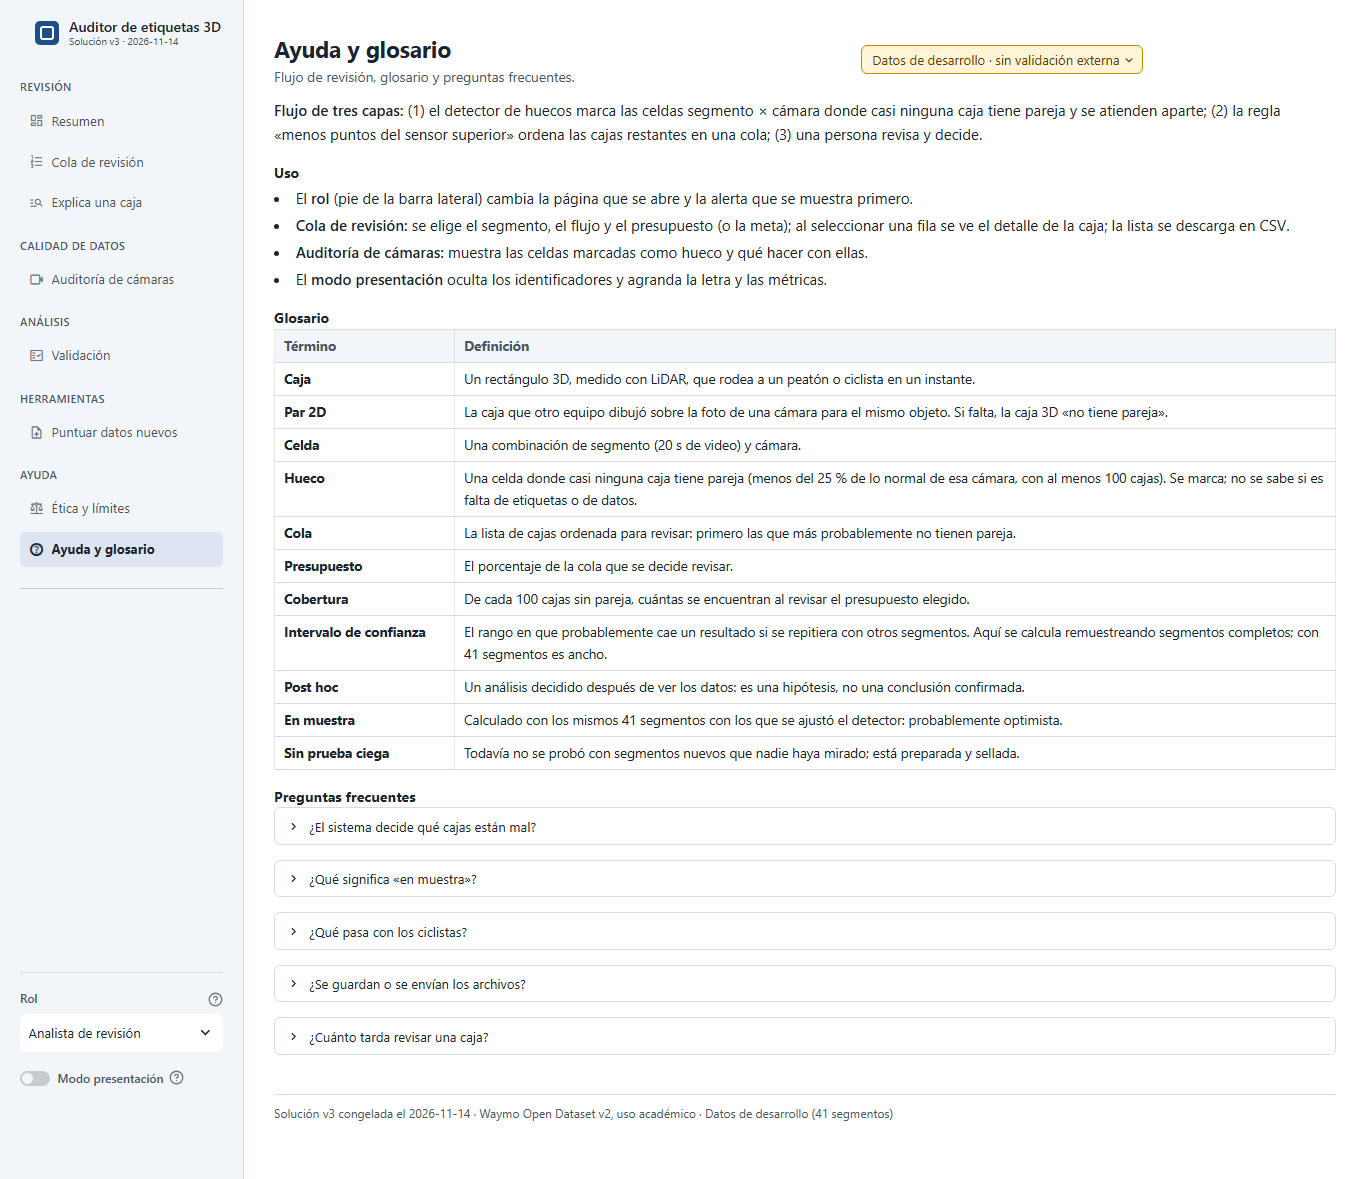 Auditor de etiquetas 3D
Solución v3 · 2026-11-14
REVISIÓN
Resumen
Cola de revisión
Explica una caja
CALIDAD DE DATOS
Auditoría de cámaras
ANÁLISIS
Validación
HERRAMIENTAS
Puntuar datos nuevos
AYUDA
Ética y límites
Ayuda y glosario
Rol
Analista de revisión
Modo presentación
Ayuda y glosario
Flujo de revisión, glosario y preguntas frecuentes.
Datos de desarrollo · sin validación externa
Flujo de tres capas: (1) el detector de huecos marca las celdas segmento × cámara donde casi ninguna caja tiene pareja y se atienden aparte; (2) la regla
«menos puntos del sensor superior» ordena las cajas restantes en una cola; (3) una persona revisa y decide.
Uso
• El rol (pie de la barra lateral) cambia la página que se abre y la alerta que se muestra primero.
• Cola de revisión: se elige el segmento, el flujo y el presupuesto (o la meta); al seleccionar una fila se ve el detalle de la caja; la lista se descarga en CSV.
• Auditoría de cámaras: muestra las celdas marcadas como hueco y qué hacer con ellas.
• El modo presentación oculta los identificadores y agranda la letra y las métricas.
Glosario
Término Definición
Caja Un rectángulo 3D, medido con LiDAR, que rodea a un peatón o ciclista en un instante.
Par 2D La caja que otro equipo dibujó sobre la foto de una cámara para el mismo objeto. Si falta, la caja 3D «no tiene pareja».
Celda Una combinación de segmento (20 s de video) y cámara.
Hueco Una celda donde casi ninguna caja tiene pareja (menos del 25 % de lo normal de esa cámara, con al menos 100 cajas). Se marca; no se sabe si es
falta de etiquetas o de datos.
Cola La lista de cajas ordenada para revisar: primero las que más probablemente no tienen pareja.
Presupuesto El porcentaje de la cola que se decide revisar.
Cobertura De cada 100 cajas sin pareja, cuántas se encuentran al revisar el presupuesto elegido.
Intervalo de confianza El rango en que probablemente cae un resultado si se repitiera con otros segmentos. Aquí se calcula remuestreando segmentos completos; con
41 segmentos es ancho.
Post hoc Un análisis decidido después de ver los datos: es una hipótesis, no una conclusión confirmada.
En muestra Calculado con los mismos 41 segmentos con los que se ajustó el detector: probablemente optimista.
Sin prueba ciega Todavía no se probó con segmentos nuevos que nadie haya mirado; está preparada y sellada.
Preguntas frecuentes
¿El sistema decide qué cajas están mal?
¿Qué significa «en muestra»?
¿Qué pasa con los ciclistas?
¿Se guardan o se envían los archivos?
¿Cuánto tarda revisar una caja?
Solución v3 congelada el 2026-11-14 · Waymo Open Dataset v2, uso académico · Datos de desarrollo (41 segmentos)